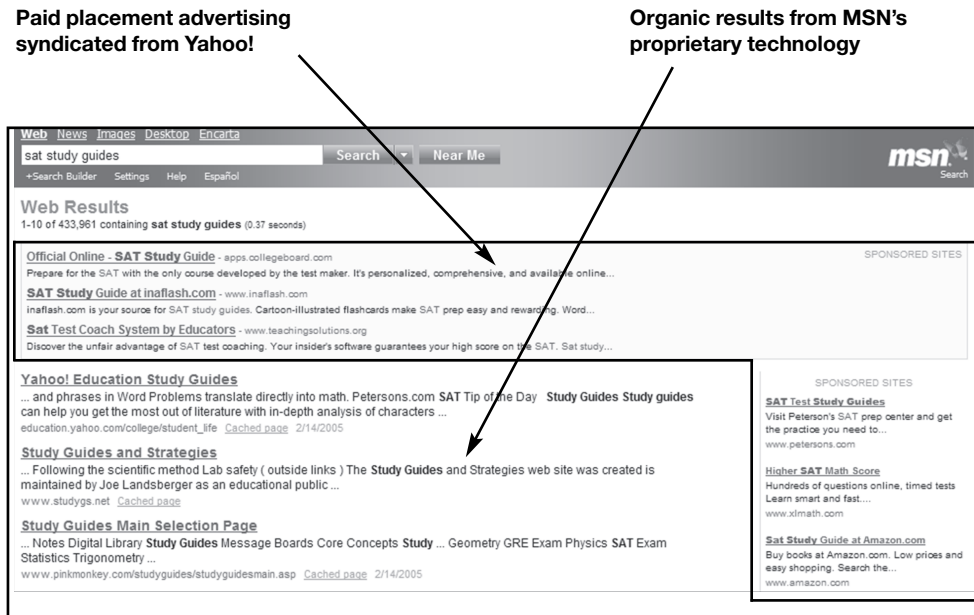 Paid placement advertising
syndicated from Yahoo!
Organic results from MSN’s
proprietary technology
Web News Images Desktop Encarta
sat study guides Search Near Me
msn
Search
+Search Builder Settings Help Español
Web Results
1-10 of 433,961 containing sat study guides (0.37 seconds)
SPONSORED SITES
Official Online - SAT Study Guide - apps.collegeboard.com
Prepare for the SAT with the only course developed by the test maker. It's personalized, comprehensive, and available online...
SAT Study Guide at inaflash.com - www.inaflash.com
inaflash.com is your source for SAT study guides. Cartoon-illustrated flashcards make SAT prep easy and rewarding. Word...
Sat Test Coach System by Educators - www.teachingsolutions.org
Discover the unfair advantage of SAT test coaching. Your insider's software guarantees your high score on the SAT. Sat study...
Yahoo! Education Study Guides
... and phrases in Word Problems translate directly into math. Petersons.com SAT Tip of the Day Study Guides Study guides
can help you get the most out of literature with in-depth analysis of characters ...
education.yahoo.com/college/student_life Cached page 2/14/2005
Study Guides and Strategies
... Following the scientific method Lab safety ( outside links ) The Study Guides and Strategies web site was created is
maintained by Joe Landsberger as an educational public ...
www.studygs.net Cached page
Study Guides Main Selection Page
... Notes Digital Library Study Guides Message Boards Core Concepts Study ... Geometry GRE Exam Physics SAT Exam
Statistics Trigonometry ...
www.pinkmonkey.com/studyguides/studyguidesmain.asp Cached page 2/14/2005
SPONSORED SITES
SAT Test Study Guides
Visit Peterson's SAT prep center and get
the practice you need to...
www.petersons.com
Higher SAT Math Score
Hundreds of questions online, timed tests
Learn smart and fast....
www.xlmath.com
Sat Study Guide at Amazon.com
Buy books at Amazon.com. Low prices and
easy shopping. Search the...
www.amazon.com